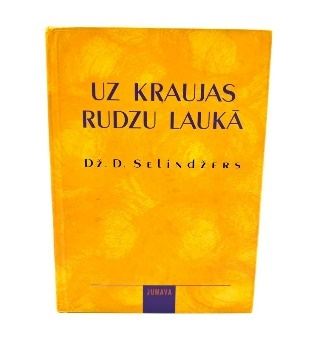 UZ KRAUJAS
RUDZU LAUKĀ
Dž. D. Selindžers
JUMAVA